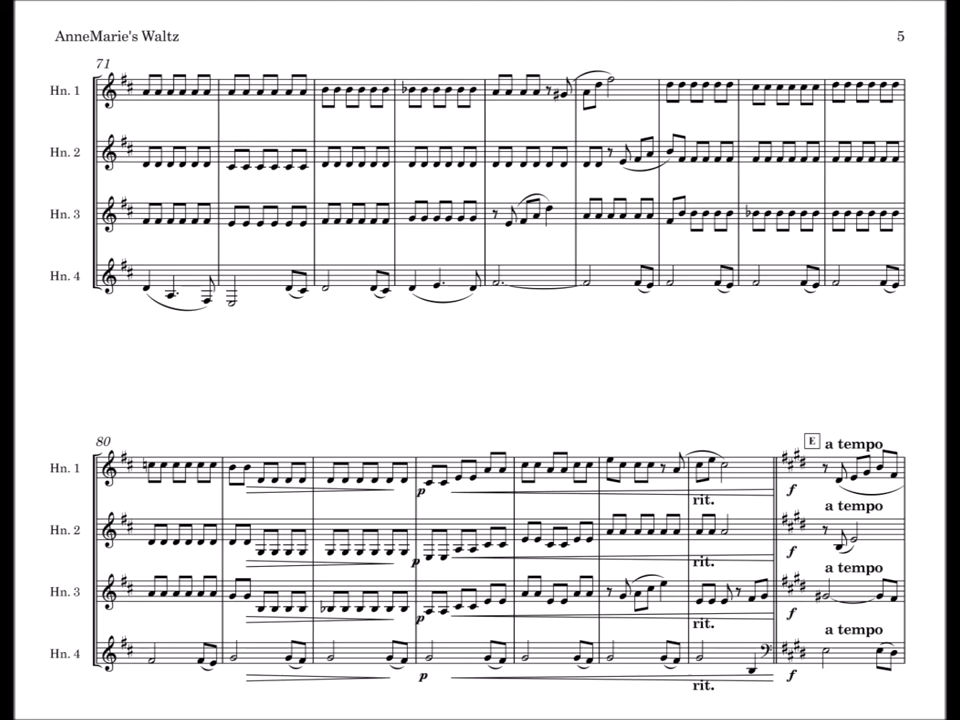 AnneMarie's Waltz 5
71
Hn. 1
Hn. 2
Hn. 3
Hn. 4
80
E a tempo
Hn. 1
p
rit.
f
a tempo
Hn. 2
p
rit.
f
a tempo
Hn. 3
p
rit.
f
a tempo
Hn. 4
p
rit.
f